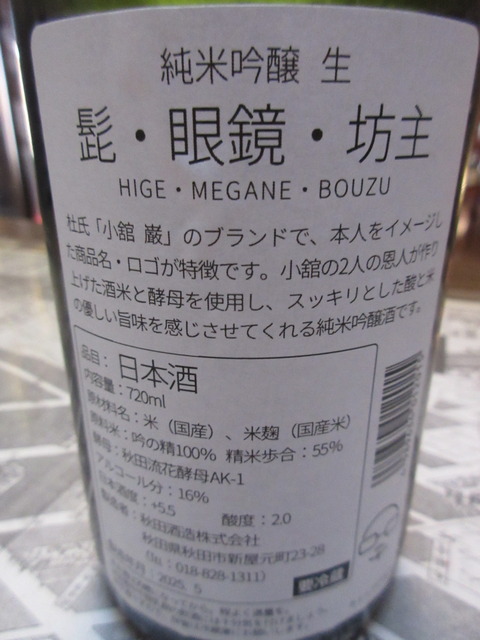 純米吟醸 生
髭・眼鏡・坊主
HIGE・MEGANE・BOUZU
杜氏「小舘 巌」のブランドで、本人をイメージし
た商品名・ロゴが特徴です。小舘の2人の恩人が作り
上げた酒米と酵母を使用し、スッキリとした酸と米
の優しい旨味を感じさせてくれる純米吟醸酒です。
品目：日本酒
内容量：720ml
原材料名：米（国産）、米麹（国産米）
原料米：吟の精100% 精米歩合：55%
酵母：秋田流花酵母AK-1
アルコール分：16%
日本酒度：+5.5 酸度：2.0
製造者：秋田酒造株式会社
秋田県秋田市新屋元町23-28
（℡：018-828-1311）
製造年月：2025. 5
要冷蔵